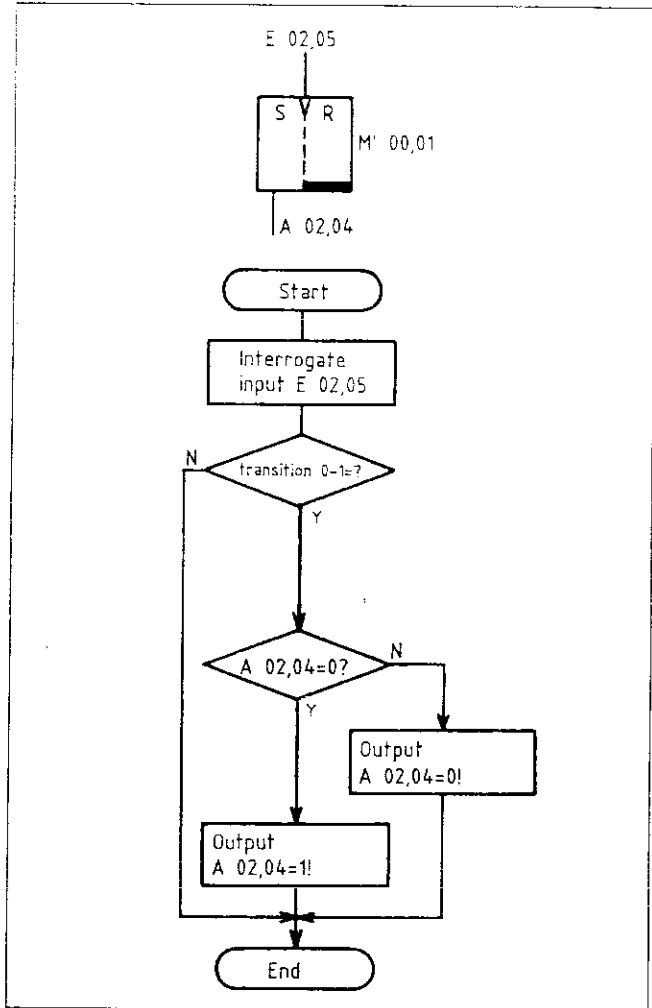 E 02,05
S R
M' 00,01
A 02,04
Start
Interrogate
input E 02,05
N
transition 0-1=?
Y
A 02,04=0?
N
Y
Output
A 02,04=0!
Output
A 02,04=1!
End